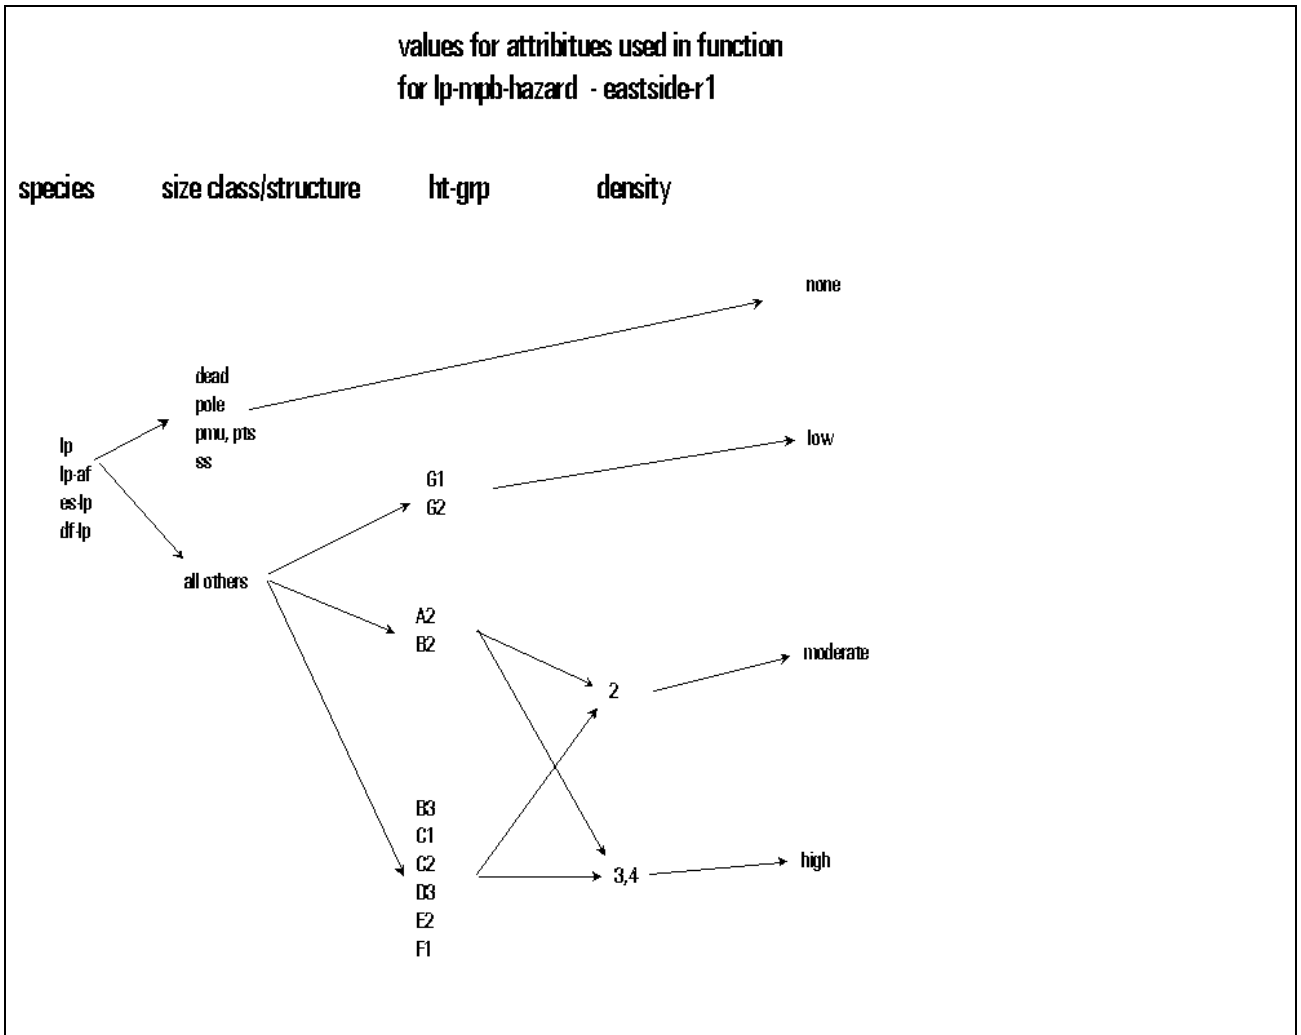 values for attribitues used in function
for lp-mpb-hazard - eastside-r1
species
size class/structure
ht-grp
density
none
dead
pole
pmu, pts
ss
lp
lp-af
es-lp
df-lp
all others
G1
G2
low
A2
B2
2
moderate
B3
C1
C2
D3
E2
F1
3,4
high